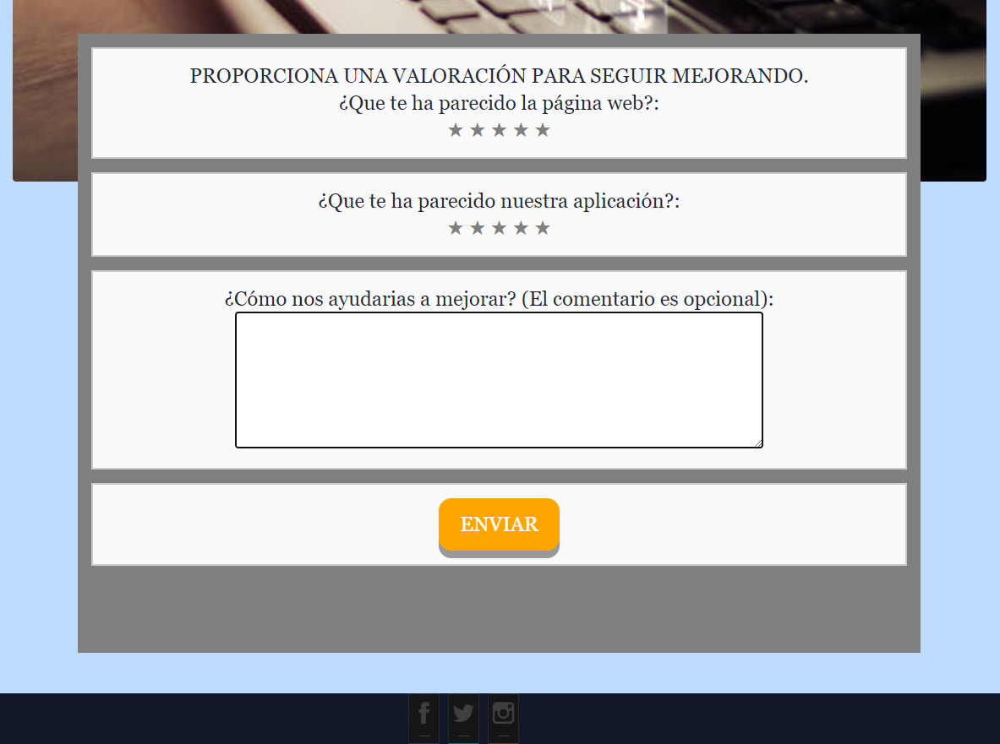 PROPORCIONA UNA VALORACIÓN PARA SEGUIR MEJORANDO.
¿Que te ha parecido la página web?:
★ ★ ★ ★ ★
¿Que te ha parecido nuestra aplicación?:
★ ★ ★ ★ ★
¿Cómo nos ayudarias a mejorar? (El comentario es opcional):
ENVIAR